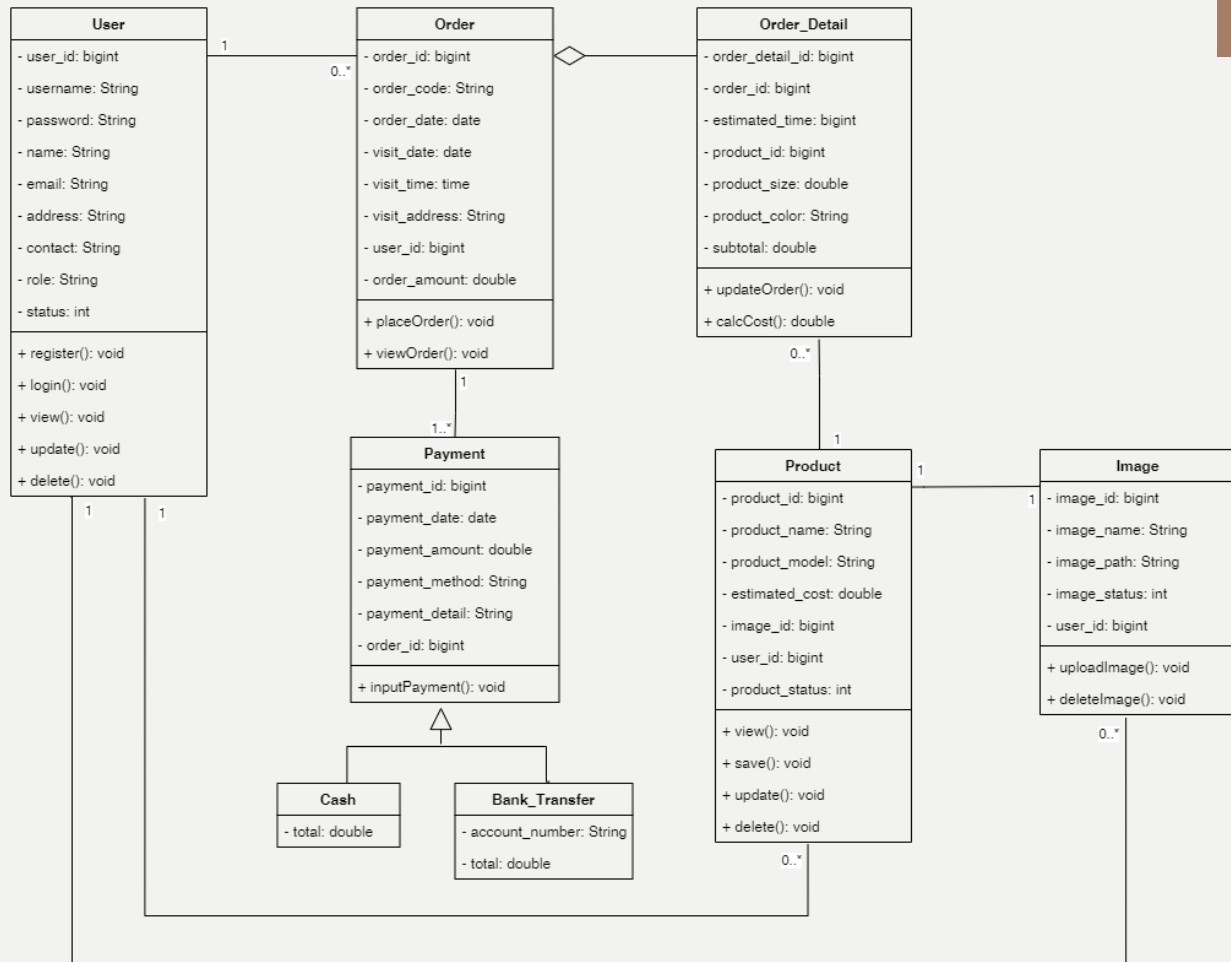 User
- user_id: bigint
- username: String
- password: String
- name: String
- email: String
- address: String
- contact: String
- role: String
- status: int
+ register(): void
+ login(): void
+ view(): void
+ update(): void
+ delete(): void
1
0..*
Order
- order_id: bigint
- order_code: String
- order_date: date
- visit_date: date
- visit_time: time
- visit_address: String
- user_id: bigint
- order_amount: double
+ placeOrder(): void
+ viewOrder(): void
Order_Detail
- order_detail_id: bigint
- order_id: bigint
- estimated_time: bigint
- product_id: bigint
- product_size: double
- product_color: String
- subtotal: double
+ updateOrder(): void
+ calcCost(): double
1
1..*
0..*
1
Payment
- payment_id: bigint
- payment_date: date
- payment_amount: double
- payment_method: String
- payment_detail: String
- order_id: bigint
+ inputPayment(): void
Product
- product_id: bigint
- product_name: String
- product_model: String
- estimated_cost: double
- image_id: bigint
- user_id: bigint
- product_status: int
+ view(): void
+ save(): void
+ update(): void
+ delete(): void
1
1
Image
- image_id: bigint
- image_name: String
- image_path: String
- image_status: int
- user_id: bigint
+ uploadImage(): void
+ deleteImage(): void
1
1
0..*
Cash
- total: double
Bank_Transfer
- account_number: String
- total: double
0..*